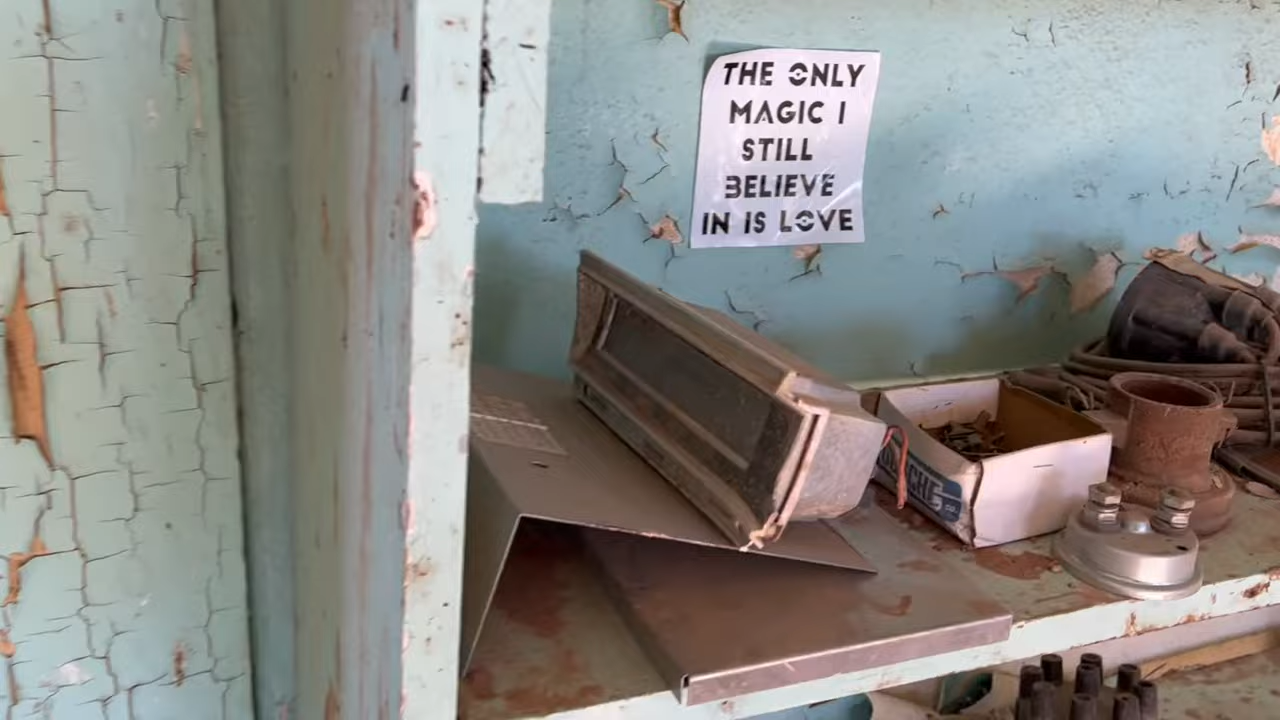 THE ONLY
MAGIC I
STILL
BELIEVE
IN IS LOVE